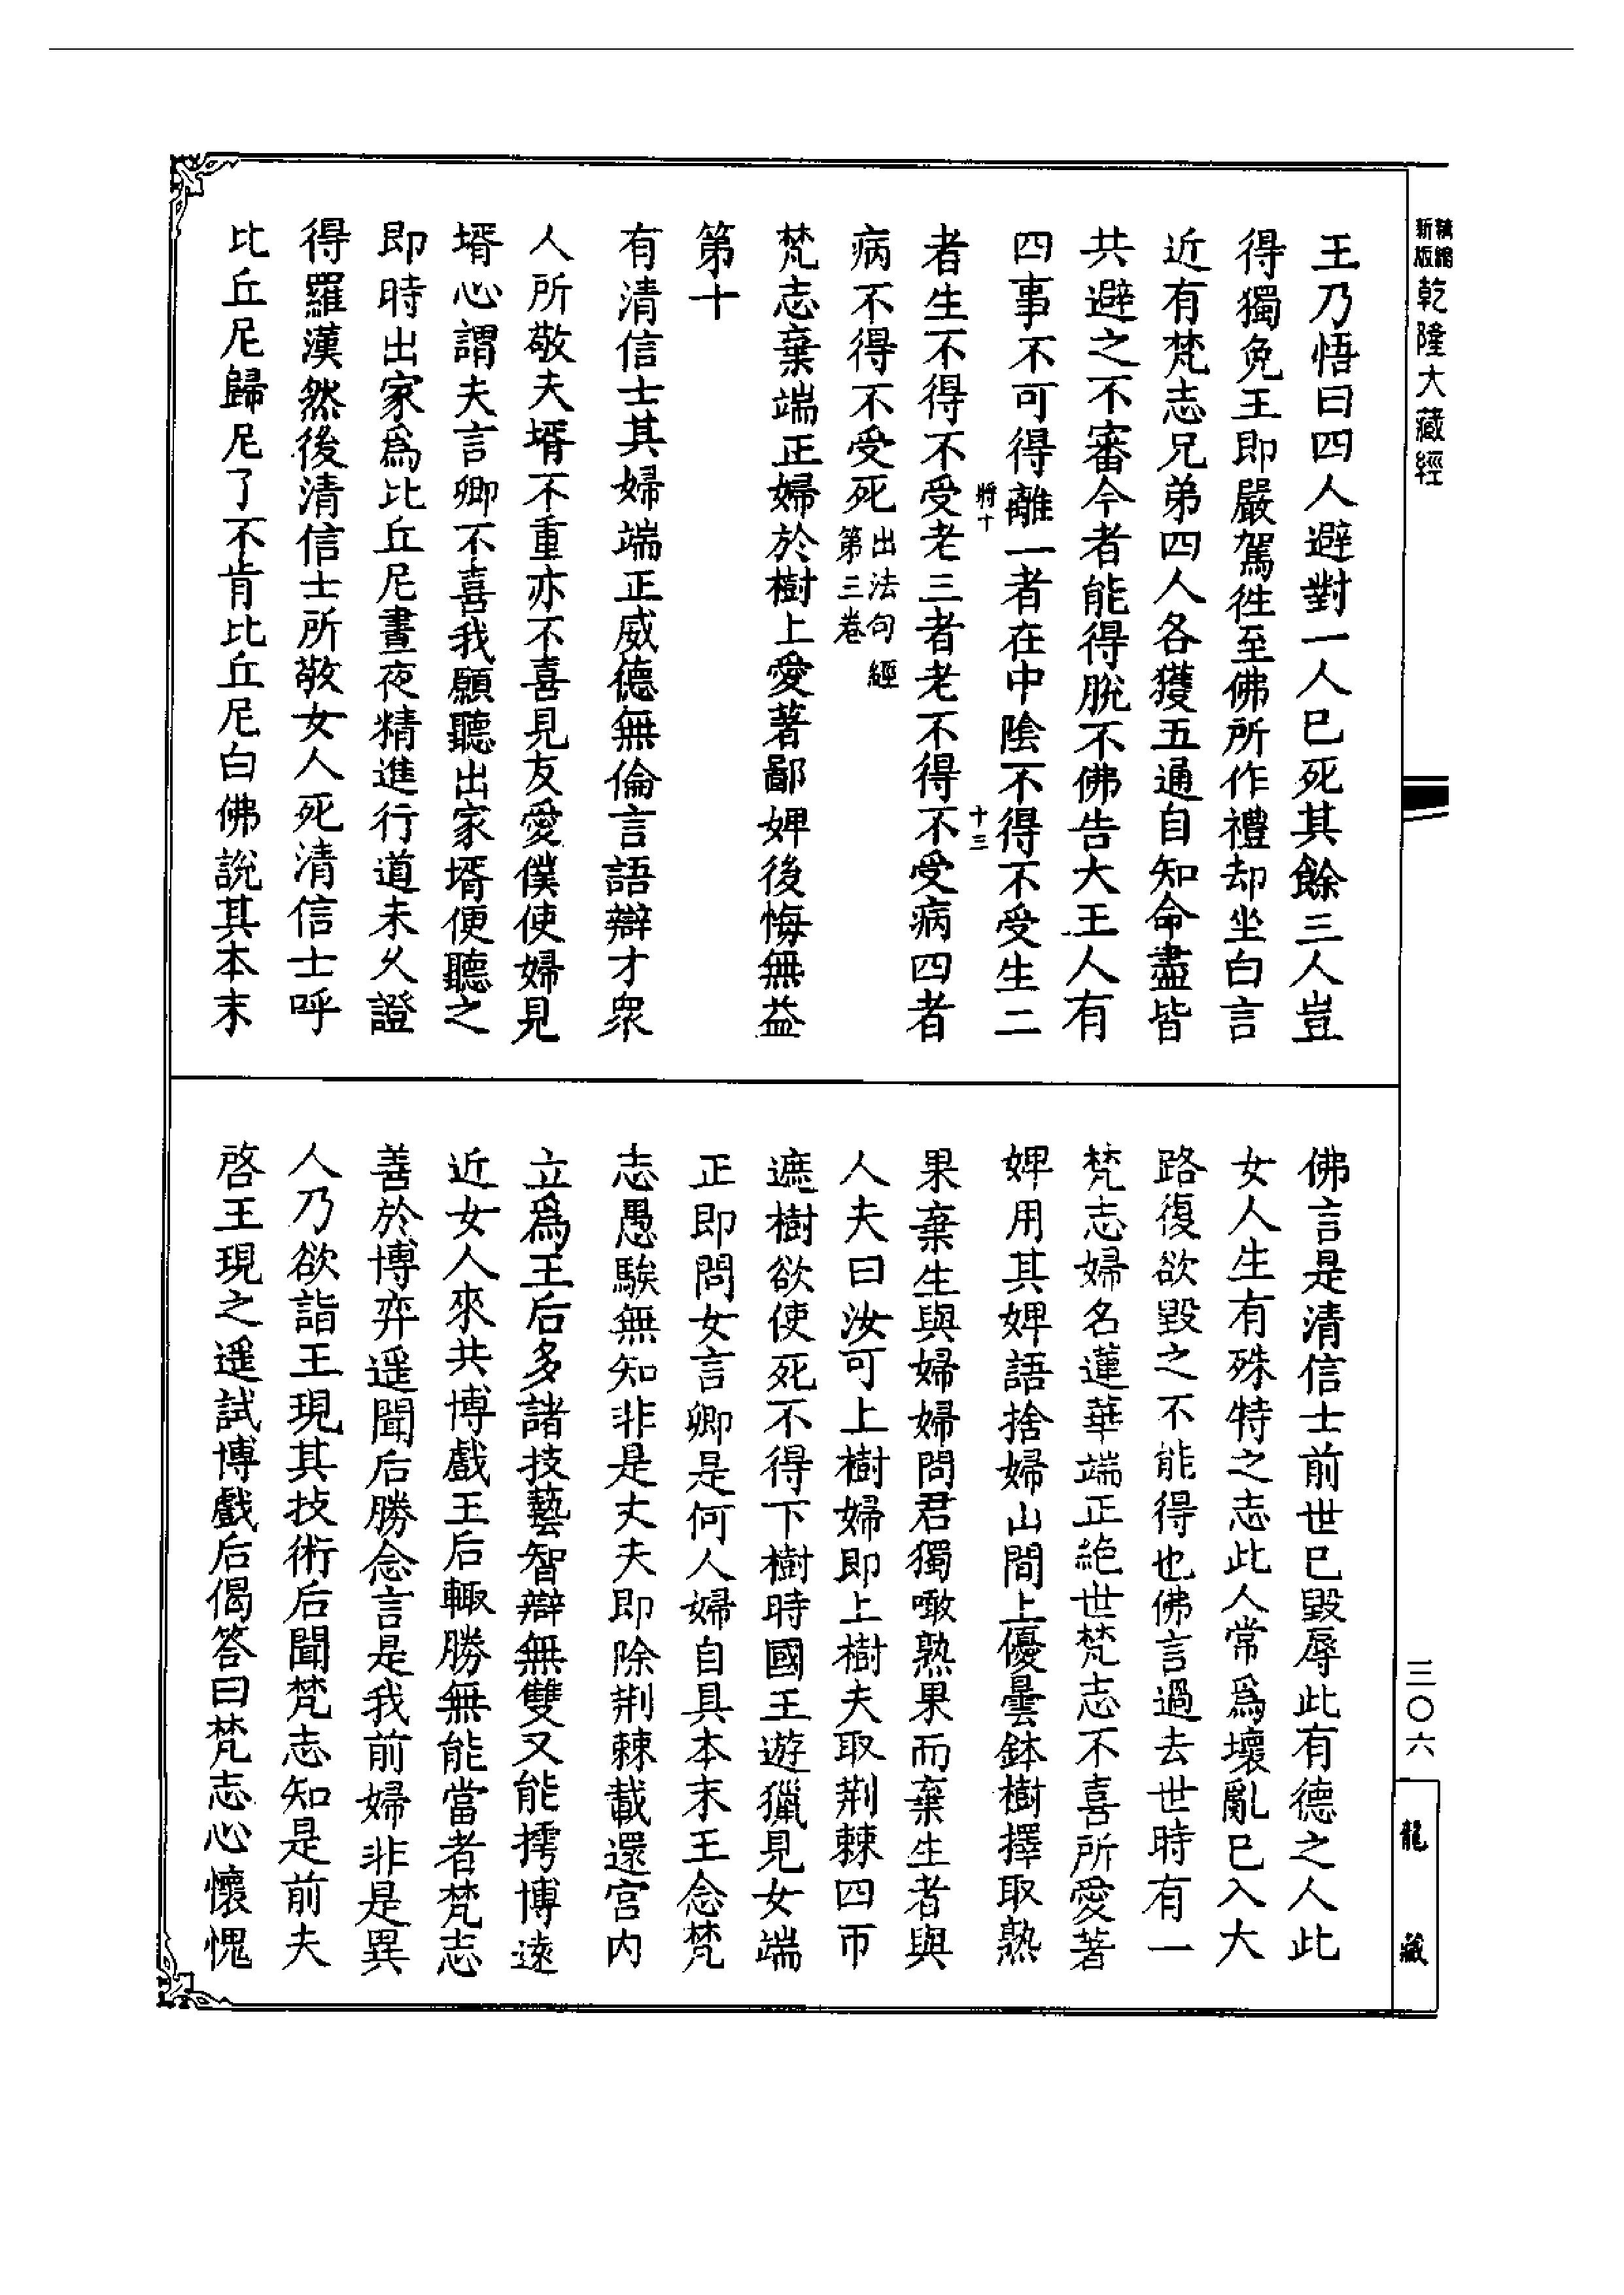 精縮新版乾隆大藏經
王乃悟曰四人避對一人已死其餘三人豈
得獨免王即嚴駕往至佛所作禮却坐白言
近有梵志兄弟四人各獲五通自知命盡皆
共避之不審今者能得脫不佛告大王人有
四事不可得離一者在中陰不得不受生二
將十
十三
者生不得不受老三者老不得不受病四者
病不得不受死出法句經第三卷
梵志棄端正婦於樹上愛著鄙婢後悔無益
第十
有清信士其婦端正威德無倫言語辯才眾
人所敬夫壻不重亦不喜見友愛僕使婦見
壻心謂夫言卿不喜我願聽出家壻便聽之
即時出家為比丘尼晝夜精進行道未久證
得羅漢然後清信士所敬女人死清信士呼
比丘尼歸尼了不肯比丘尼白佛說其本末
佛言是清信士前世已毀辱此有德之人此
女人生有殊特之志此人常為壞亂已入大
路復欲毀之不能得也佛言過去世時有一
梵志婦名蓮華端正絕世梵志不喜所愛著
婢用其婢語捨婦山間上優曇鉢樹擇取熟
果棄生與婦婦問君獨噉熟果而棄生者與
人夫曰汝可上樹婦即上樹夫取荆棘四帀
遮樹欲使死不得下樹時國王遊獵見女端
正即問女言卿是何人婦自具本末王念梵
志愚騃無知非是丈夫即除荆棘載還宮內
立為王后多諸技藝智辯無雙又能摴博遠
近女人來共博戲王后輙勝無能當者梵志
善於博弈遥聞后勝念言是我前婦非是異
人乃欲詣王現其技術后聞梵志知是前夫
啓王現之遥試博戲后偈答曰梵志心懷愧
三〇六
龍藏